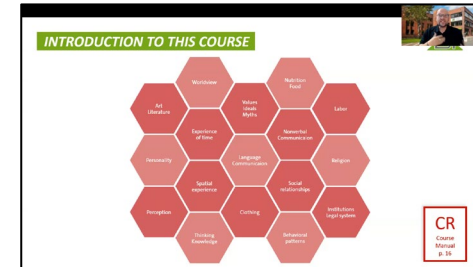 INTRODUCTION TO THIS COURSE
Worldview
Nutrition
Food
Art
Literature
Values
Ideals
Myths
Labor
Experience
of time
Nonverbal
Communication
Personality
Language
Communication
Religion
Spatial
experience
Social
relationships
Perception
Clothing
Institutions
Legal system
Thinking
Knowledge
Behavioral
patterns
CR
Course
Manual
p. 16